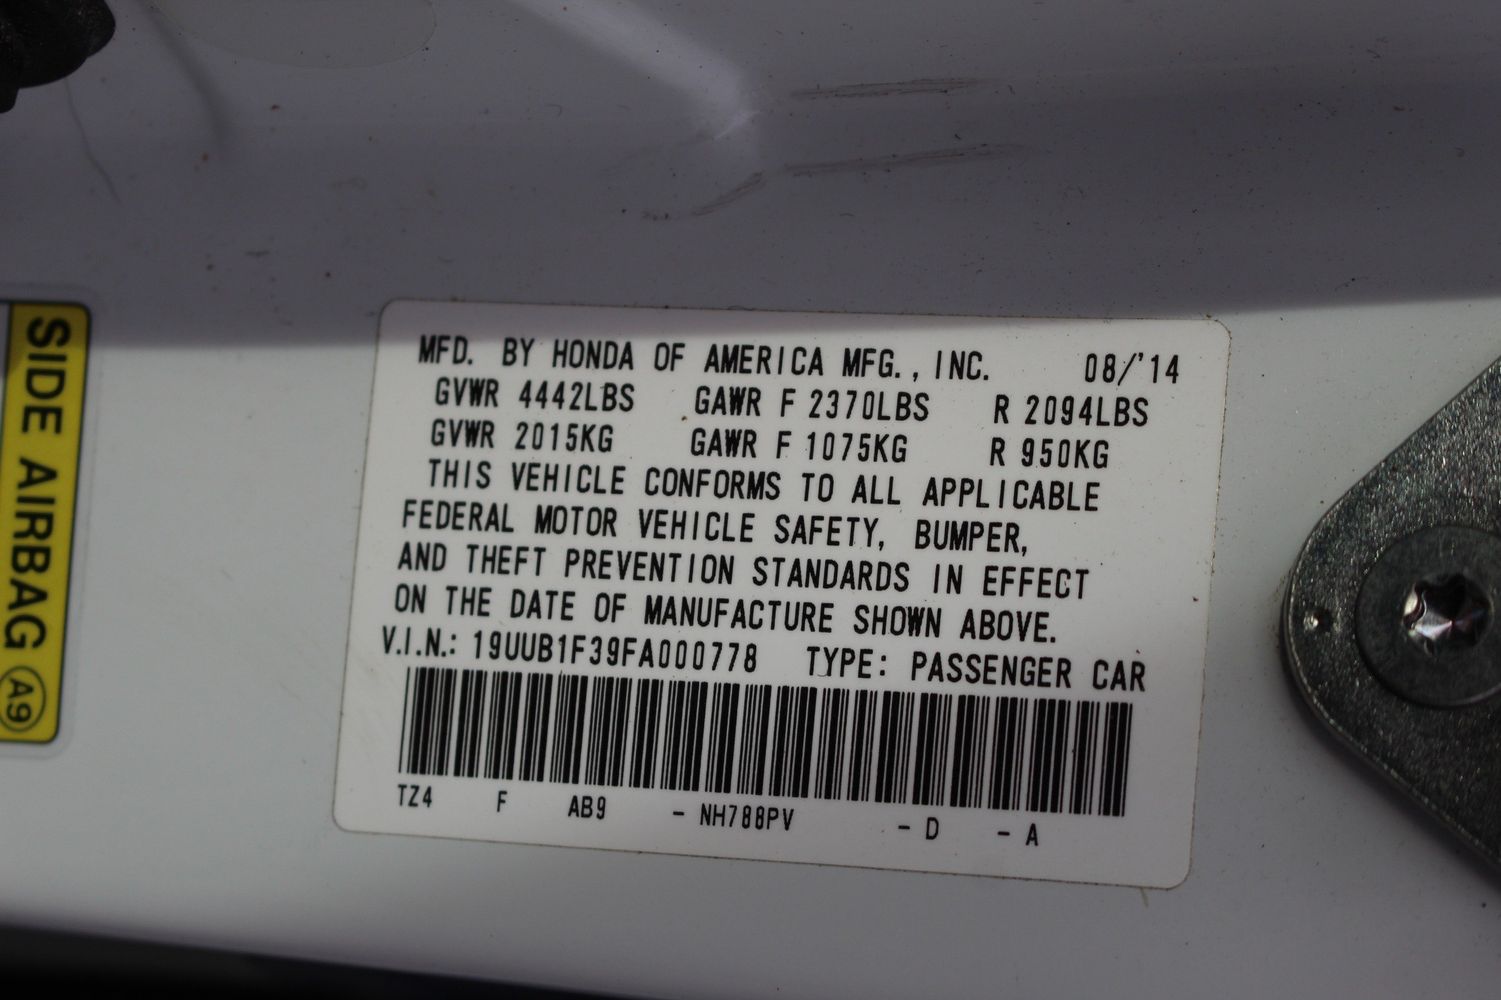 SIDE AIRBAG A9
MFD. BY HONDA OF AMERICA MFG., INC. 08/'14
GVWR 4442LBS GAWR F 2370LBS R 2094LBS
GVWR 2015KG GAWR F 1075KG R 950KG
THIS VEHICLE CONFORMS TO ALL APPLICABLE
FEDERAL MOTOR VEHICLE SAFETY, BUMPER,
AND THEFT PREVENTION STANDARDS IN EFFECT
ON THE DATE OF MANUFACTURE SHOWN ABOVE.
V.I.N.: 19UUB1F39FA000778 TYPE: PASSENGER CAR
TZ4 F AB9 - NH788PV - D - A